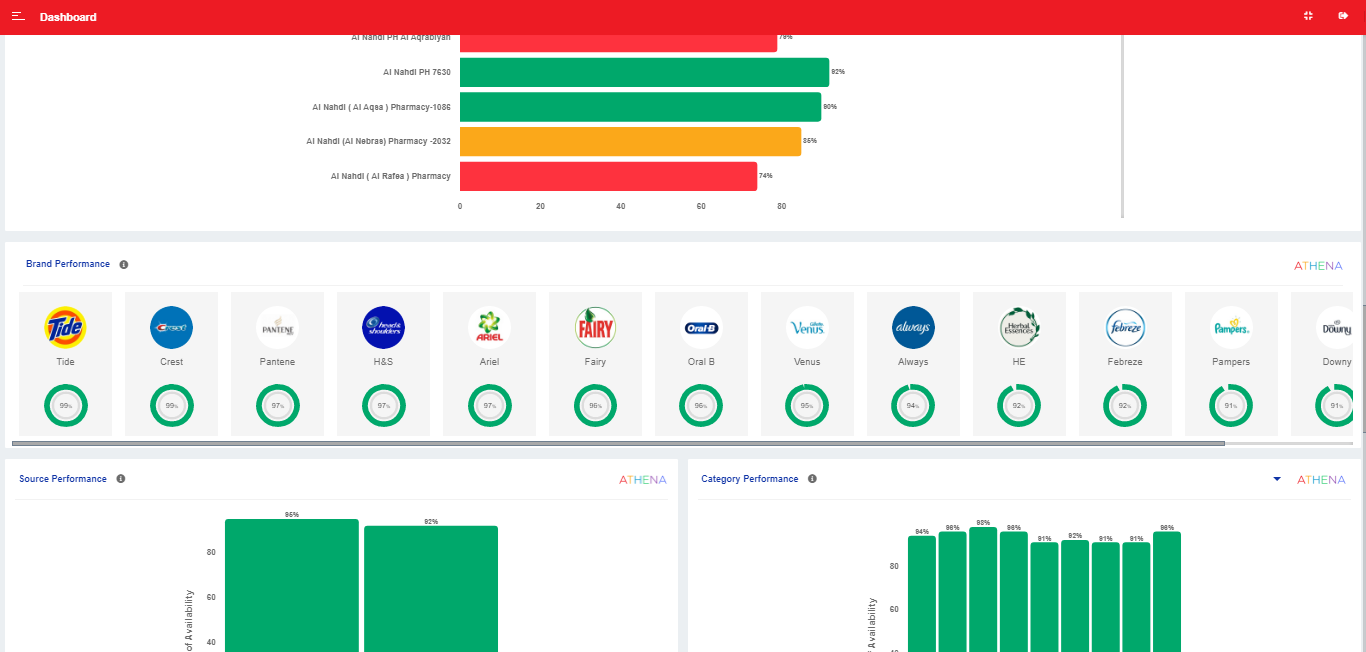 Dashboard
Al Nahdi PH Al Aqrabiyah
79%
Al Nahdi PH 7630
92%
Al Nahdi ( Al Aqsa ) Pharmacy-1086
90%
Al Nahdi (Al Nebras) Pharmacy -2032
85%
Al Nahdi ( Al Rafea ) Pharmacy
74%
0 20 40 60 80
Brand Performance
ATHENA
Tide Crest PANTENE head& shoulders ARIEL FAIRY Oral-B Gillette Venus always Herbal Essences febreze Pampers Downy
Tide Crest Pantene H&S Ariel Fairy Oral B Venus Always HE Febreze Pampers Downy
99% 99% 97% 97% 97% 96% 96% 95% 94% 92% 92% 91% 91%
Source Performance
ATHENA
95%
92%
80
60
40
of Availability
Category Performance
ATHENA
94% 96% 98% 96% 91% 92% 91% 91% 96%
80
60
Availability